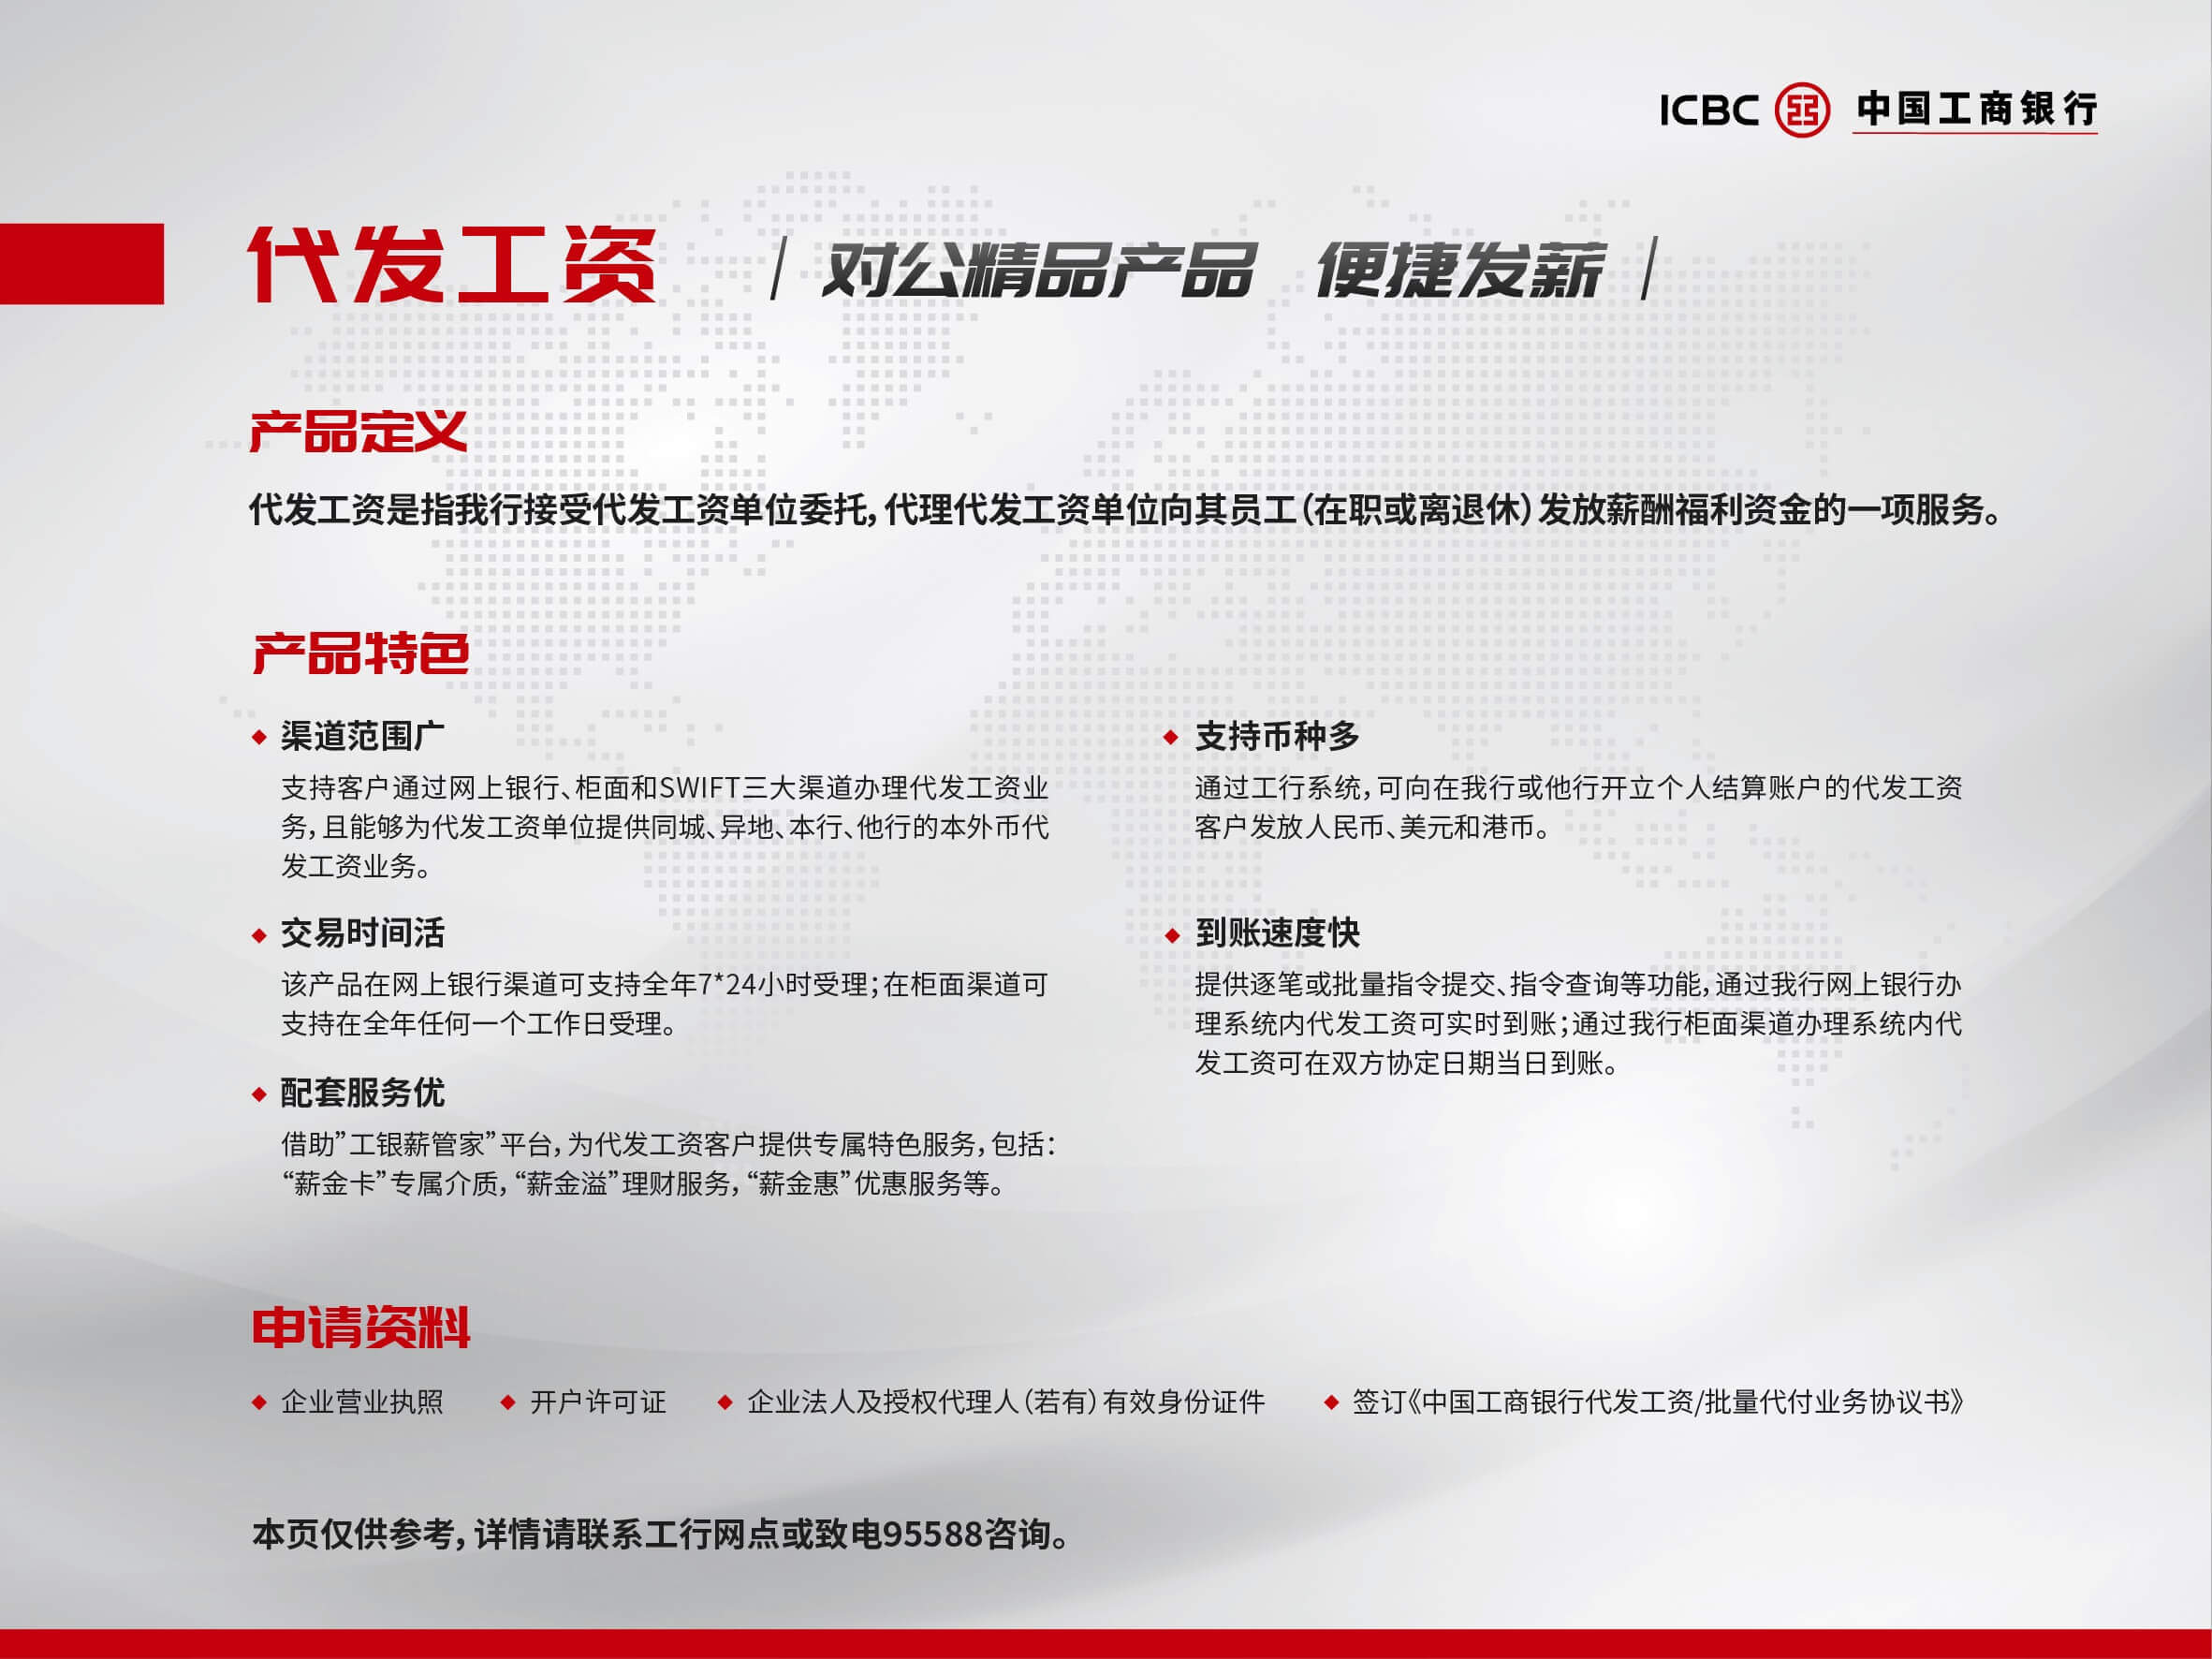 ICBC 中国工商银行
代发工资 | 对公精品产品 便捷发薪 |
产品定义
代发工资是指我行接受代发工资单位委托，代理代发工资单位向其员工（在职或离退休）发放薪酬福利资金的一项服务。
产品特色
渠道范围广
支持客户通过网上银行、柜面和SWIFT三大渠道办理代发工资业
务，且能够为代发工资单位提供同城、异地、本行、他行的本外币代
发工资业务。
支持币种多
通过工行系统，可向在我行或他行开立个人结算账户的代发工资
客户发放人民币、美元和港币。
交易时间活
该产品在网上银行渠道可支持全年7*24小时受理；在柜面渠道可
支持在全年任何一个工作日受理。
到账速度快
提供逐笔或批量指令提交、指令查询等功能，通过我行网上银行办
理系统内代发工资可实时到账；通过我行柜面渠道办理系统内代
发工资可在双方协定日期当日到账。
配套服务优
借助”工银薪管家”平台，为代发工资客户提供专属特色服务，包括：
“薪金卡”专属介质，“薪金溢”理财服务，“薪金惠”优惠服务等。
申请资料
企业营业执照 开户许可证 企业法人及授权代理人（若有）有效身份证件 签订《中国工商银行代发工资/批量代付业务协议书》
本页仅供参考，详情请联系工行网点或致电95588咨询。